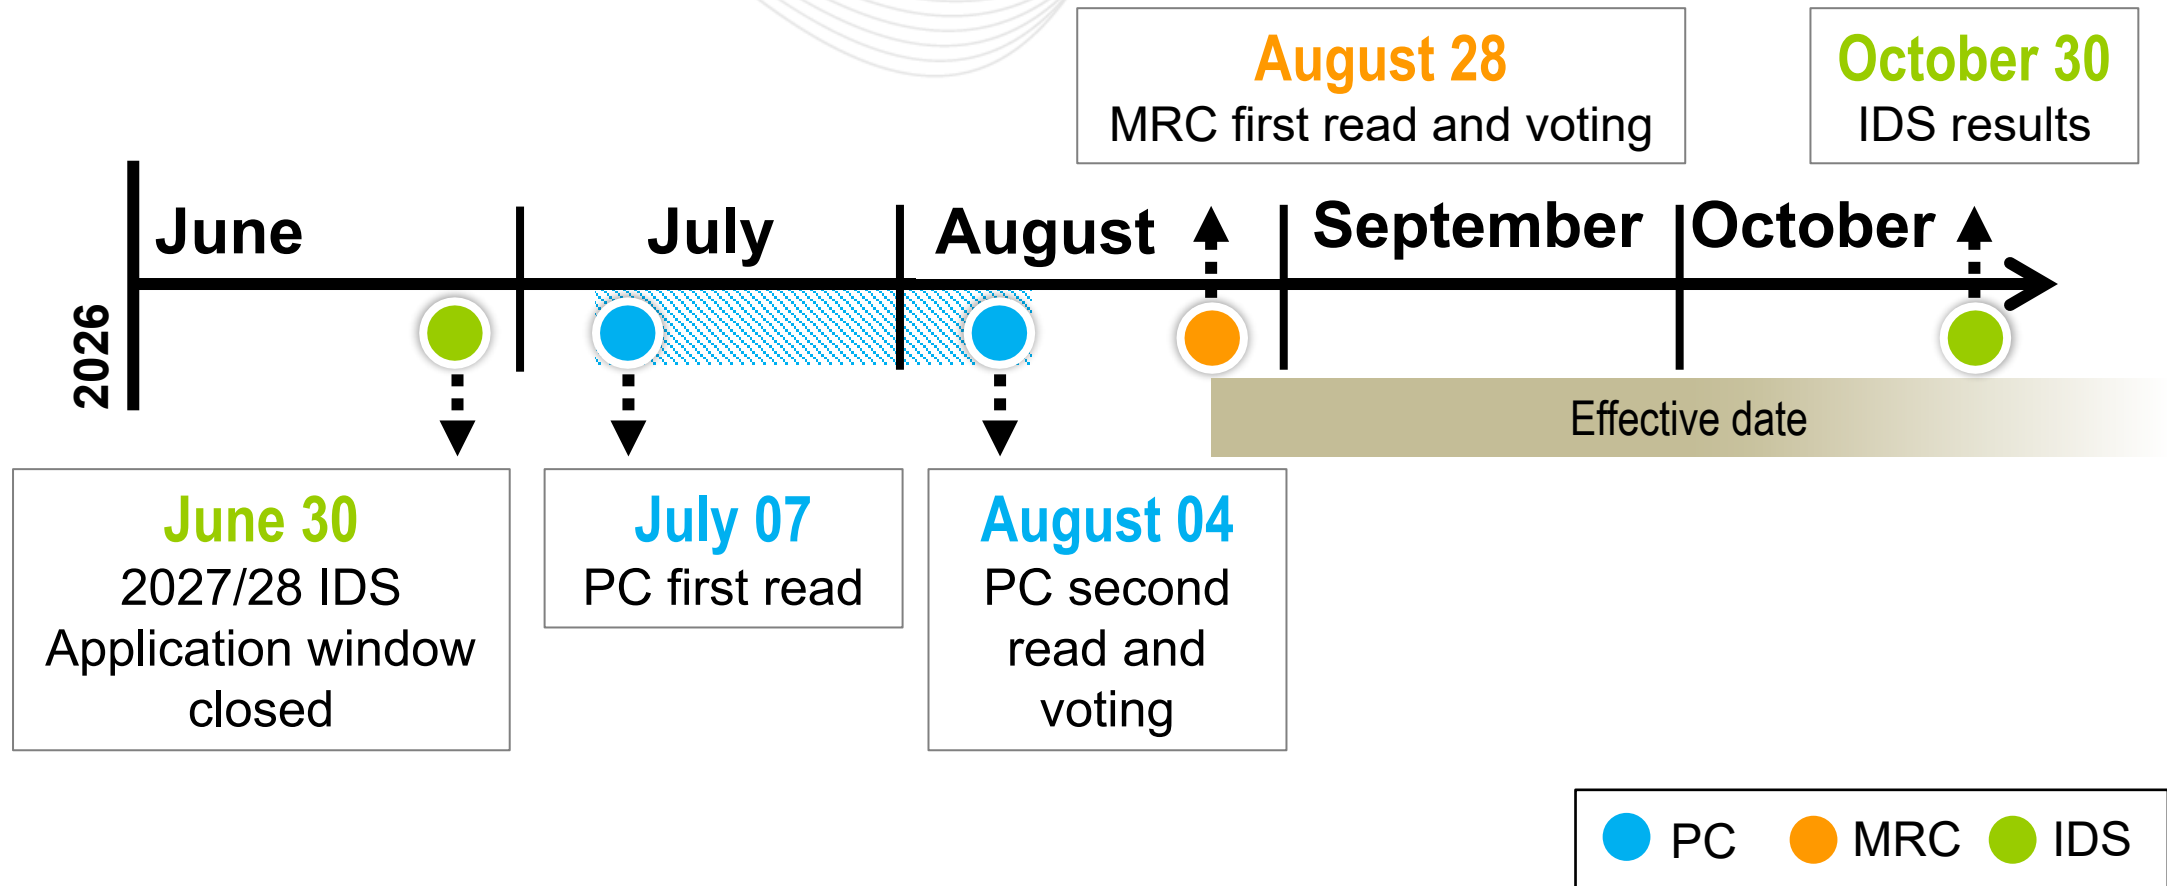 August 28
MRC first read and voting
October 30
IDS results
June
July
August
September
October
2026
Effective date
June 30
2027/28 IDS
Application window
closed
July 07
PC first read
August 04
PC second
read and
voting
PC
MRC
IDS